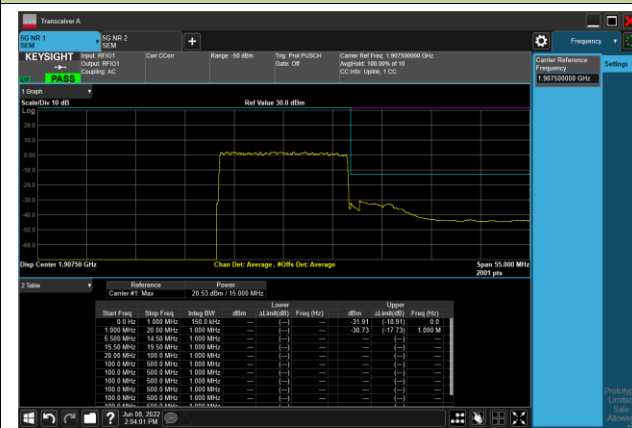 Transceiver A
5G NR 1
SEM
5G NR 2
SEM
Frequency
KEYSIGHT
Input: RFIO1
Output: RFIO1
Coupling: AC
Corr CCorr
Range: -50 dBm
Trig: Prot PUSCH
Gate: Off
Carrier Ref Freq: 1.907500000 GHz
Avg|Hold: 100.00% of 10
CC Info: Uplink, 1 CC
PASS
Carrier Reference
Frequency
1.907500000 GHz
Settings
1 Graph
Scale/Div 10 dB
Ref Value 30.0 dBm
Log
20.0
10.0
0.00
-10.0
-20.0
-30.0
-40.0
-50.0
-60.0
Disp Center 1.90750 GHz
Chan Det: Average , #Offs Det: Average
Span 55.000 MHz
2001 pts
2 Table
Reference Power
Carrier #1: Max 20.53 dBm / 15.000 MHz
Lower Upper
Start Freq Stop Freq Integ BW dBm ΔLimit(dB) Freq (Hz) dBm ΔLimit(dB) Freq (Hz)
0.0 Hz 1.000 MHz 150.0 kHz --- (---) --- -31.91 (-18.91) 0.0
1.000 MHz 20.00 MHz 1.000 MHz --- (---) --- -30.73 (-17.73) 1.000 M
5.500 MHz 14.50 MHz 1.000 MHz --- (---) --- --- (---) ---
15.50 MHz 19.50 MHz 1.000 MHz --- (---) --- --- (---) ---
20.00 MHz 100.0 MHz 1.000 MHz --- (---) --- --- (---) ---
100.0 MHz 500.0 MHz 1.000 MHz --- (---) --- --- (---) ---
100.0 MHz 500.0 MHz 1.000 MHz --- (---) --- --- (---) ---
100.0 MHz 500.0 MHz 1.000 MHz --- (---) --- --- (---) ---
100.0 MHz 500.0 MHz 1.000 MHz --- (---) --- --- (---) ---
100.0 MHz 500.0 MHz 1.000 MHz --- (---) --- --- (---) ---
Jun 08, 2022
2:04:01 PM
Prototyp
Limited
Sale
Allowe